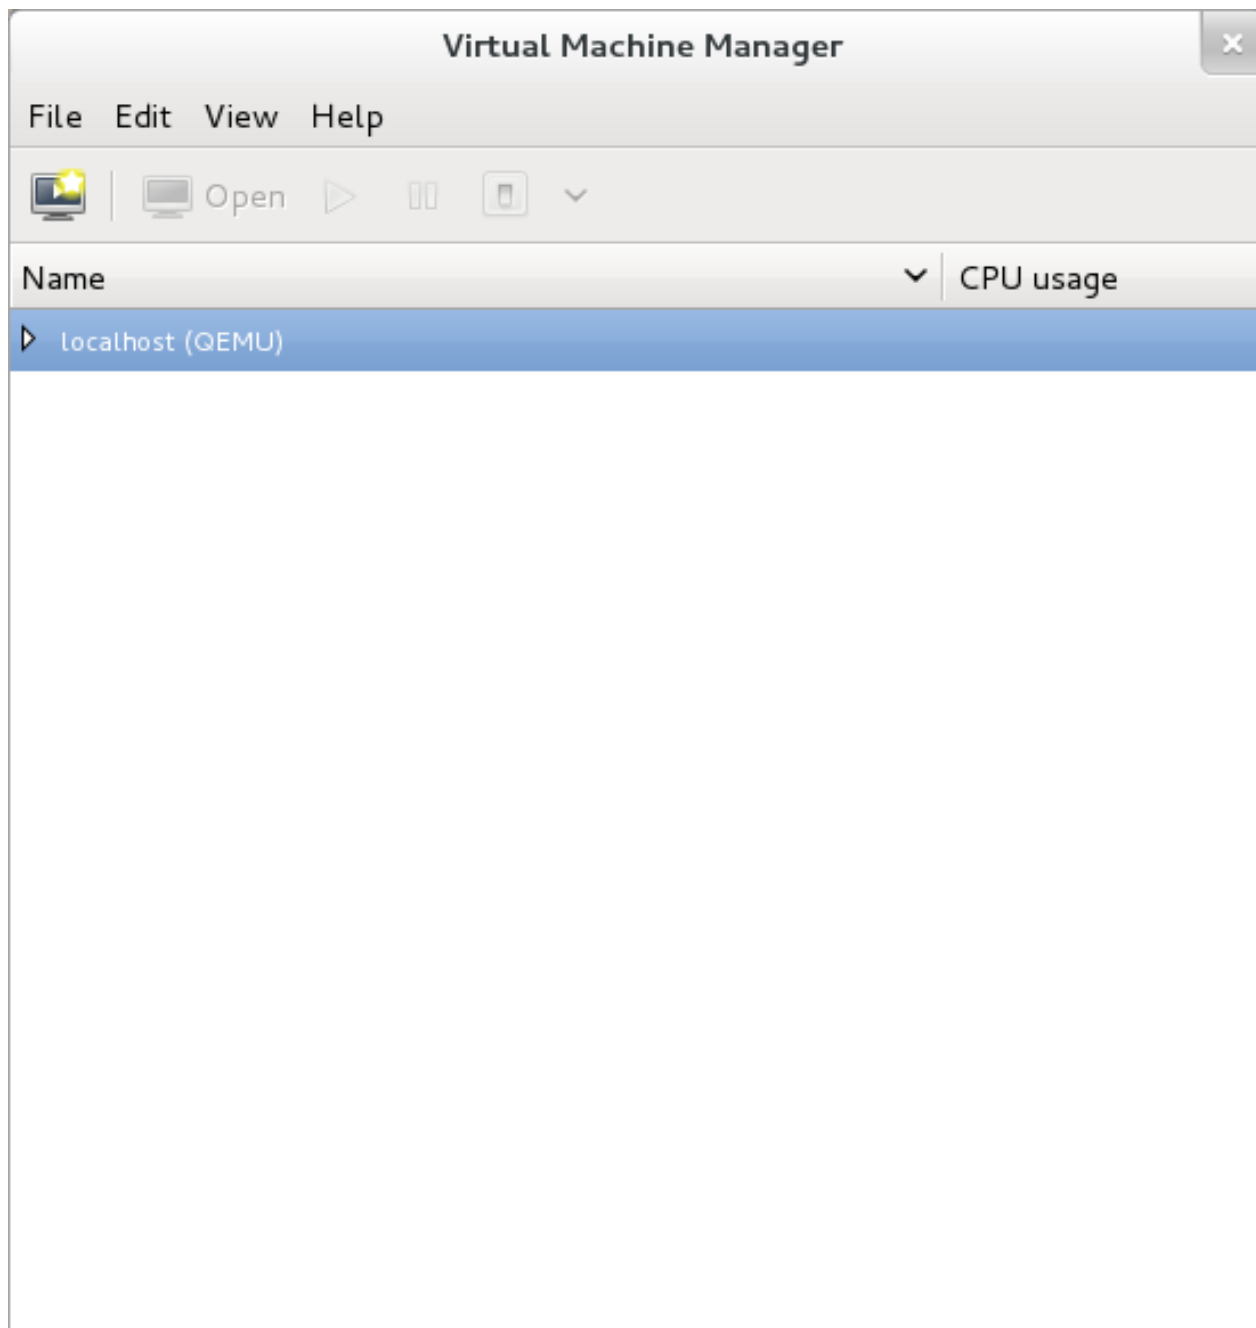 Virtual Machine Manager
File Edit View Help
Open
Name CPU usage
localhost (QEMU)